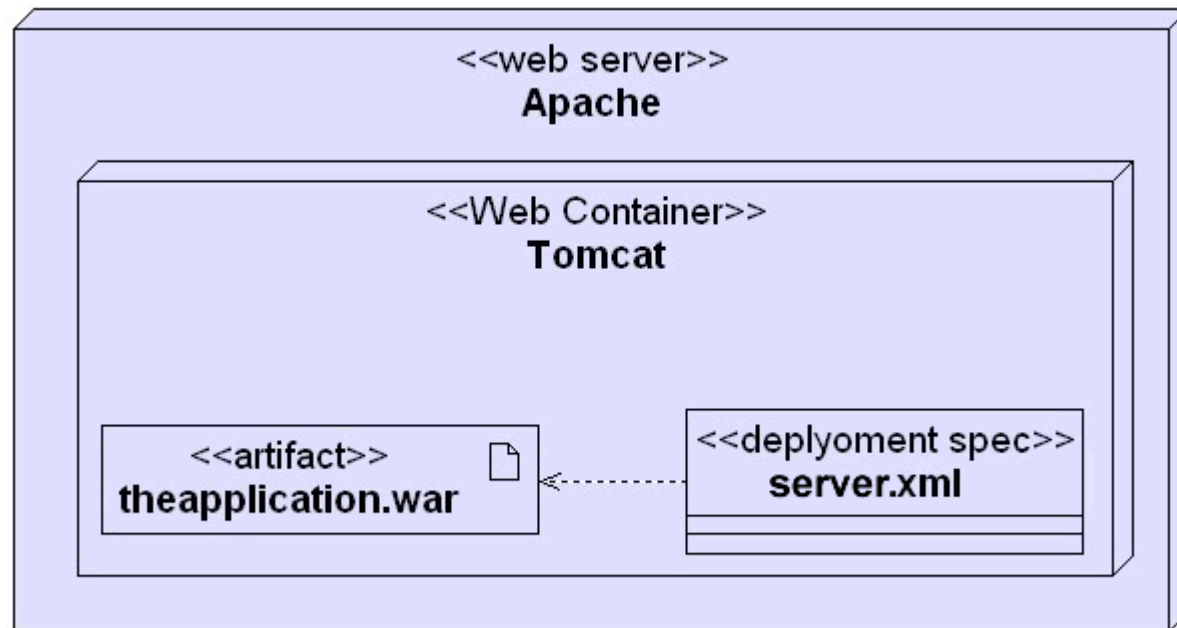 <<web server>>
Apache
<<Web Container>>
Tomcat
<<artifact>>
theapplication.war
<<deplyoment spec>>
server.xml